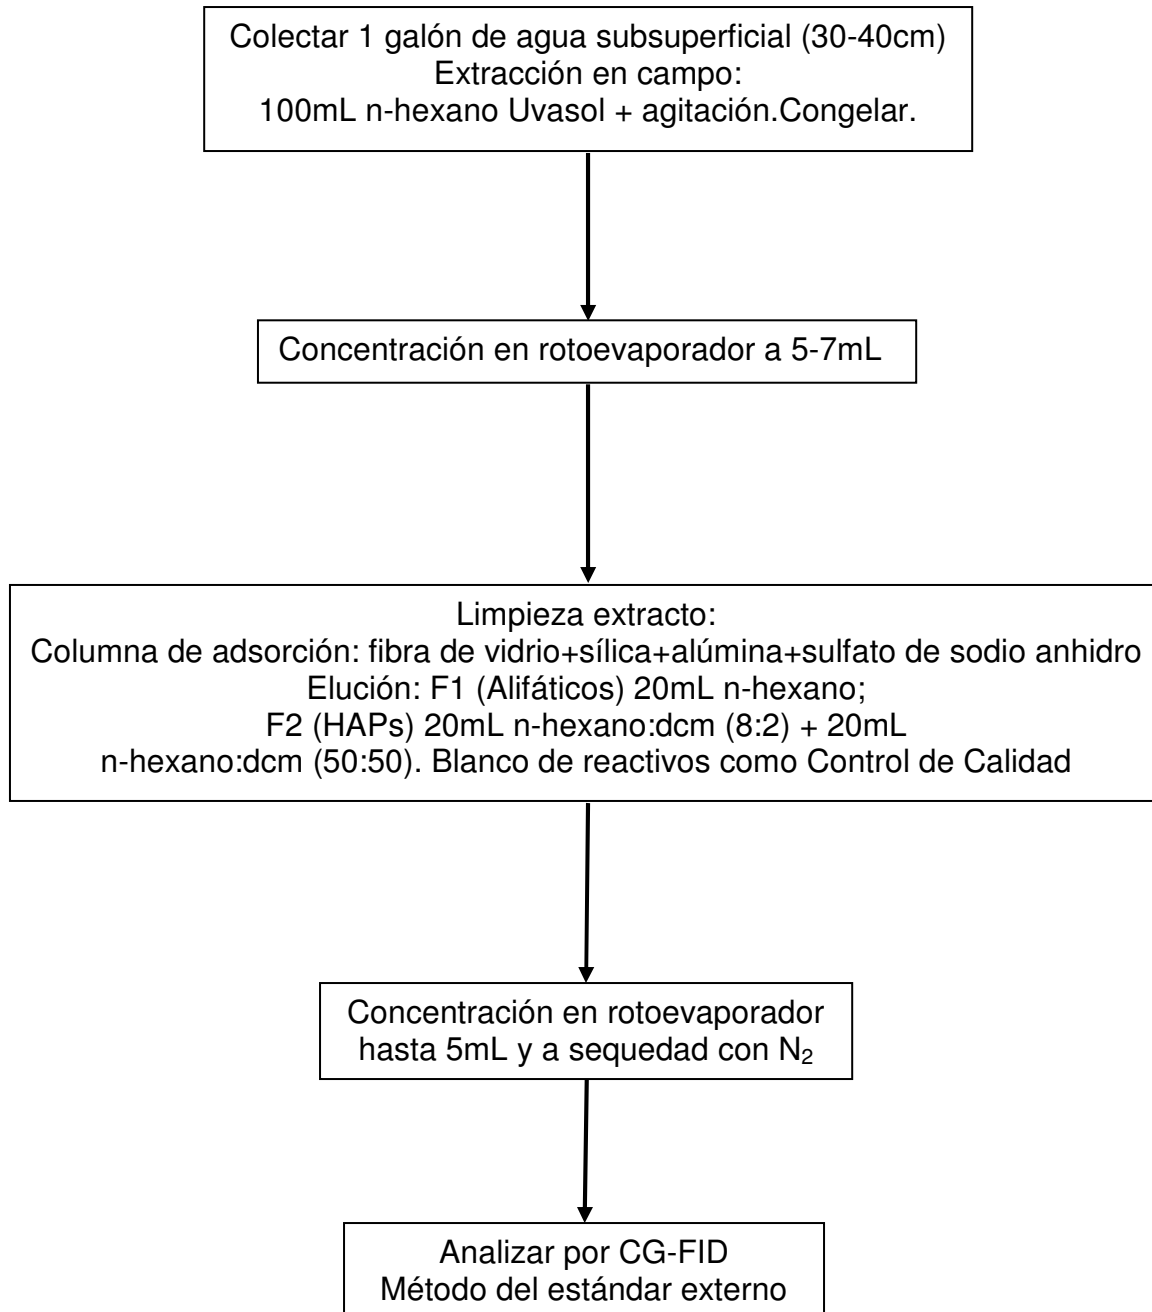 Colectar 1 galón de agua subsuperficial (30-40cm)
Extracción en campo:
100mL n-hexano Uvasol + agitación.Congelar.
Concentración en rotoevaporador a 5-7mL
Limpieza extracto:
Columna de adsorción: fibra de vidrio+sílica+alúmina+sulfato de sodio anhidro
Elución: F1 (Alifáticos) 20mL n-hexano;
F2 (HAPs) 20mL n-hexano:dcm (8:2) + 20mL
n-hexano:dcm (50:50). Blanco de reactivos como Control de Calidad
Concentración en rotoevaporador
hasta 5mL y a sequedad con N₂
Analizar por CG-FID
Método del estándar externo